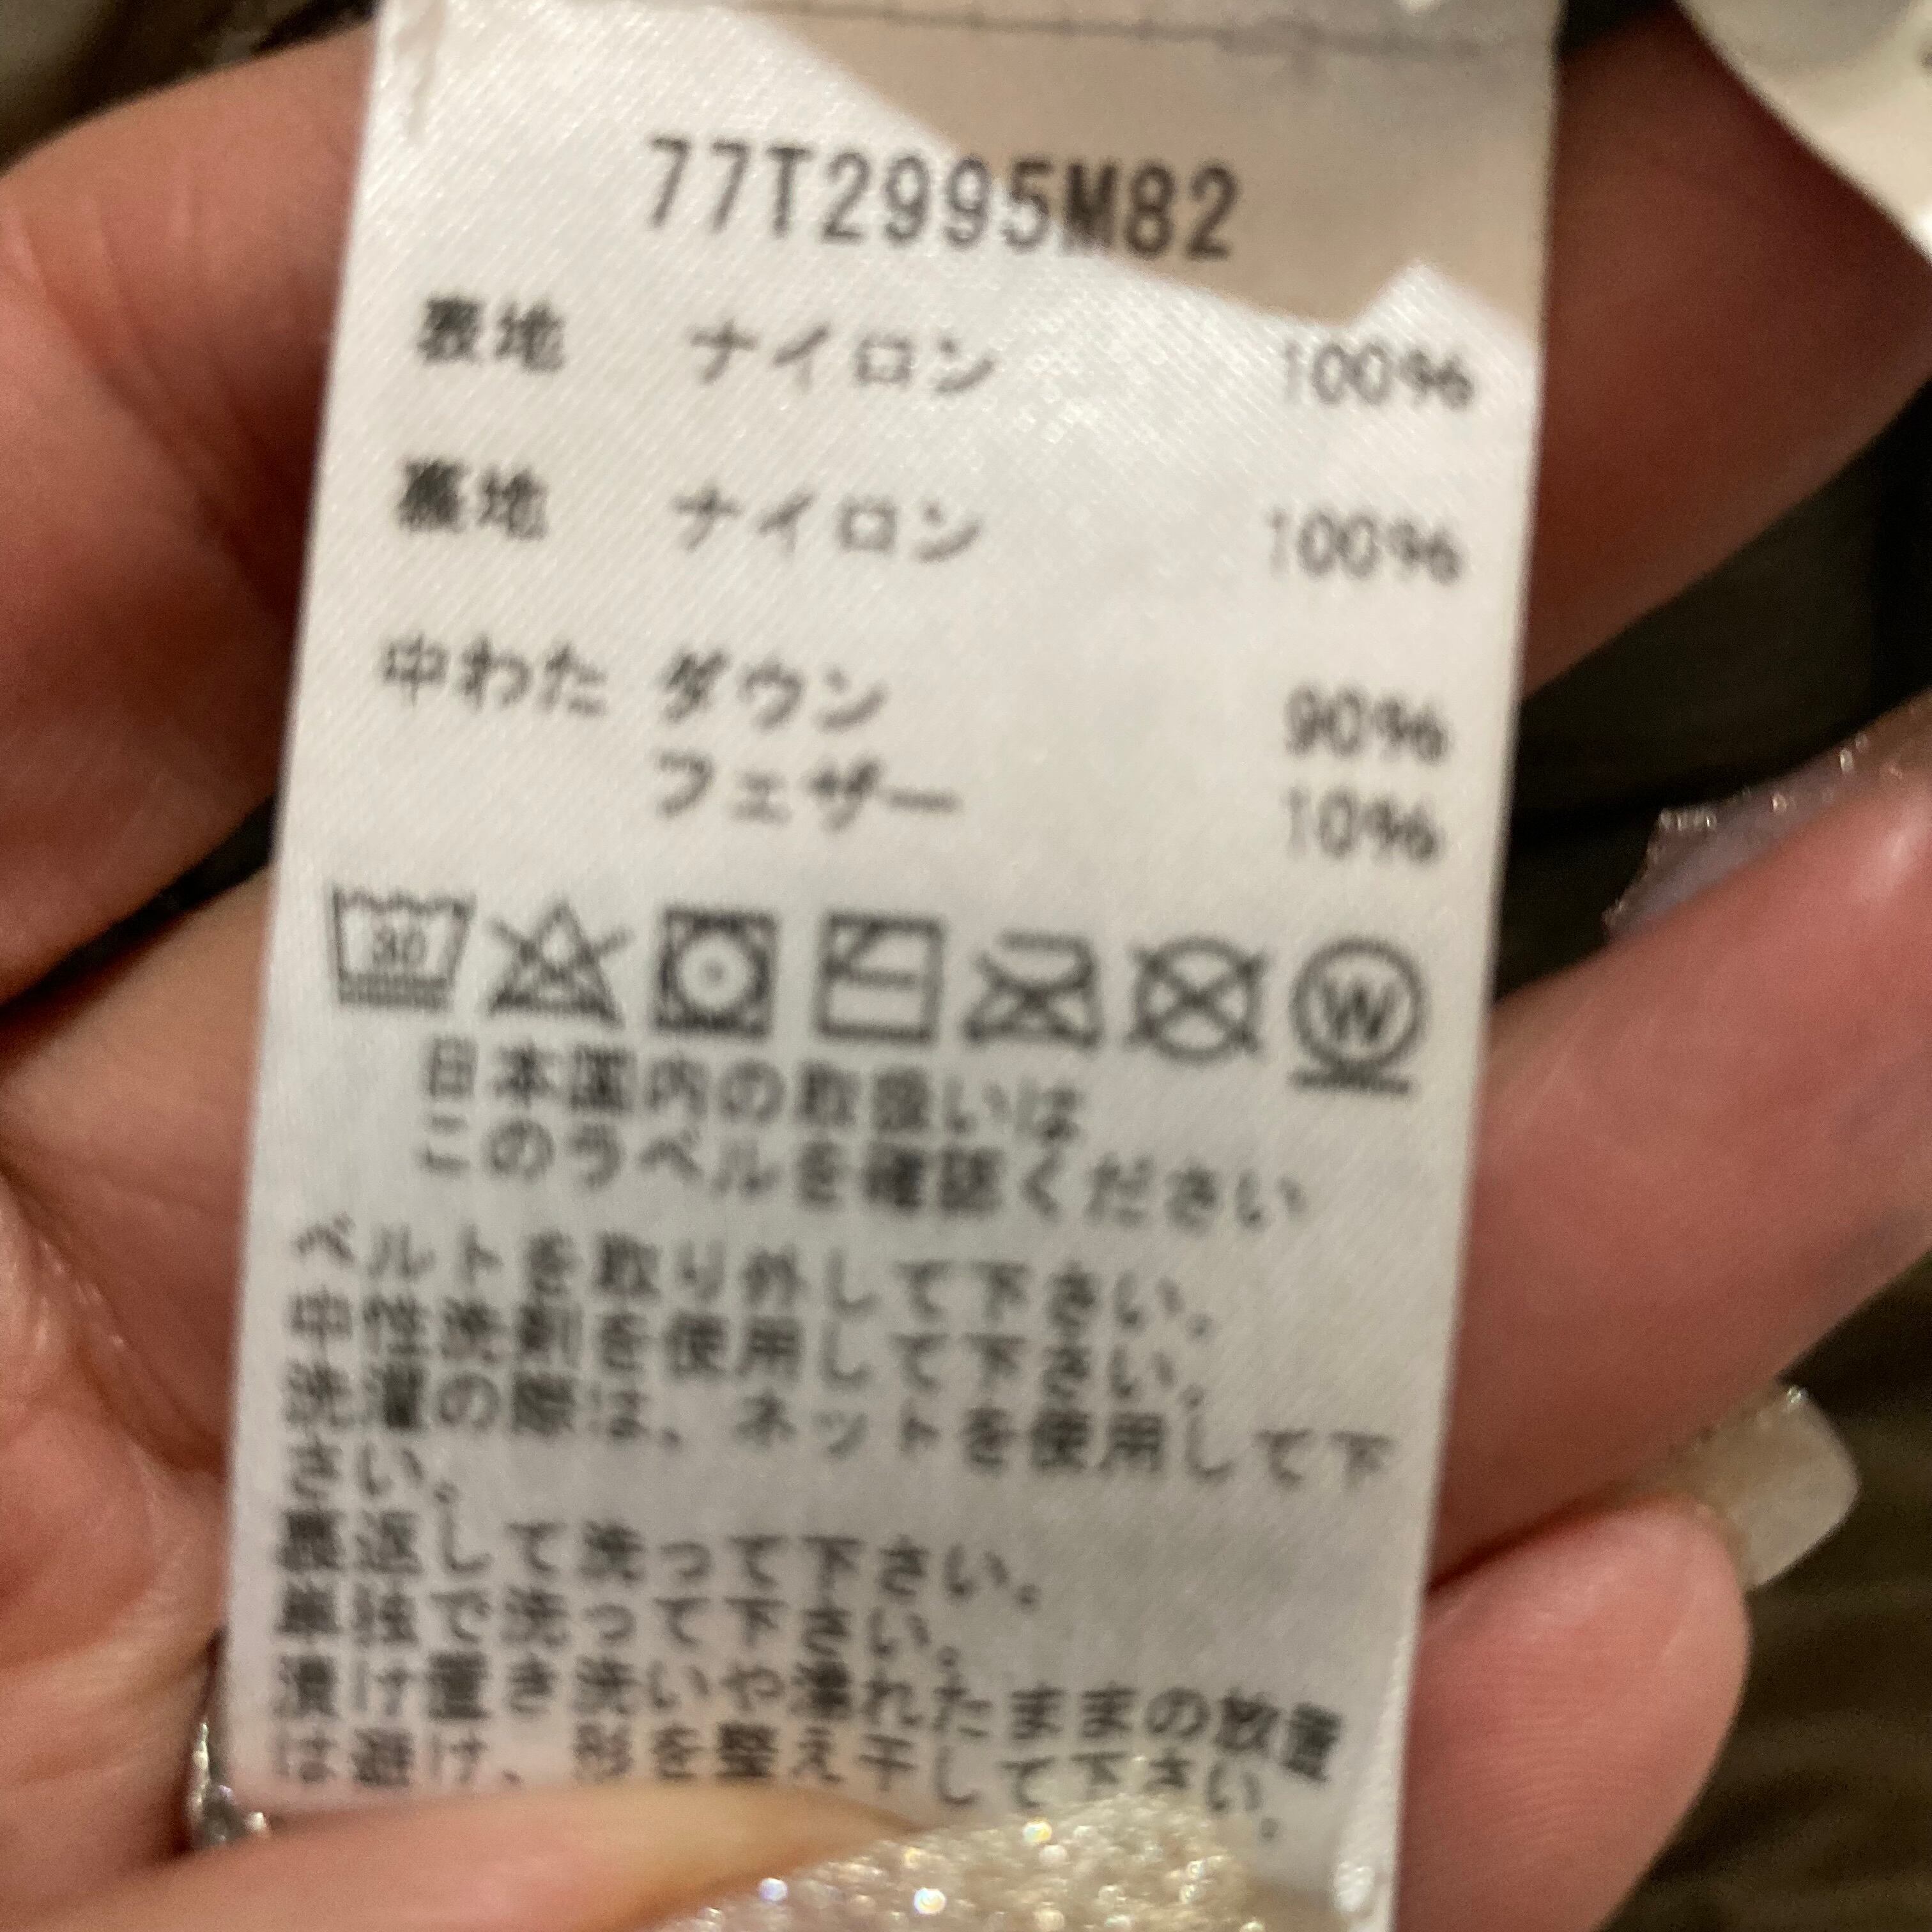 77T2995M82
表地 ナイロン 100%
裏地 ナイロン 100%
中わた ダウン 90%
フェザー 10%
30
W
日本国内の取扱いは
このラベルを確認ください
ベルトを取り外して下さい。
中性洗剤を使用して下さい。
洗濯の際は、ネットを使用して下
さい。
裏返して洗って下さい。
単独で洗って下さい。
漬け置き洗いや濡れたままの放置
は避け、形を整え干して下さい。